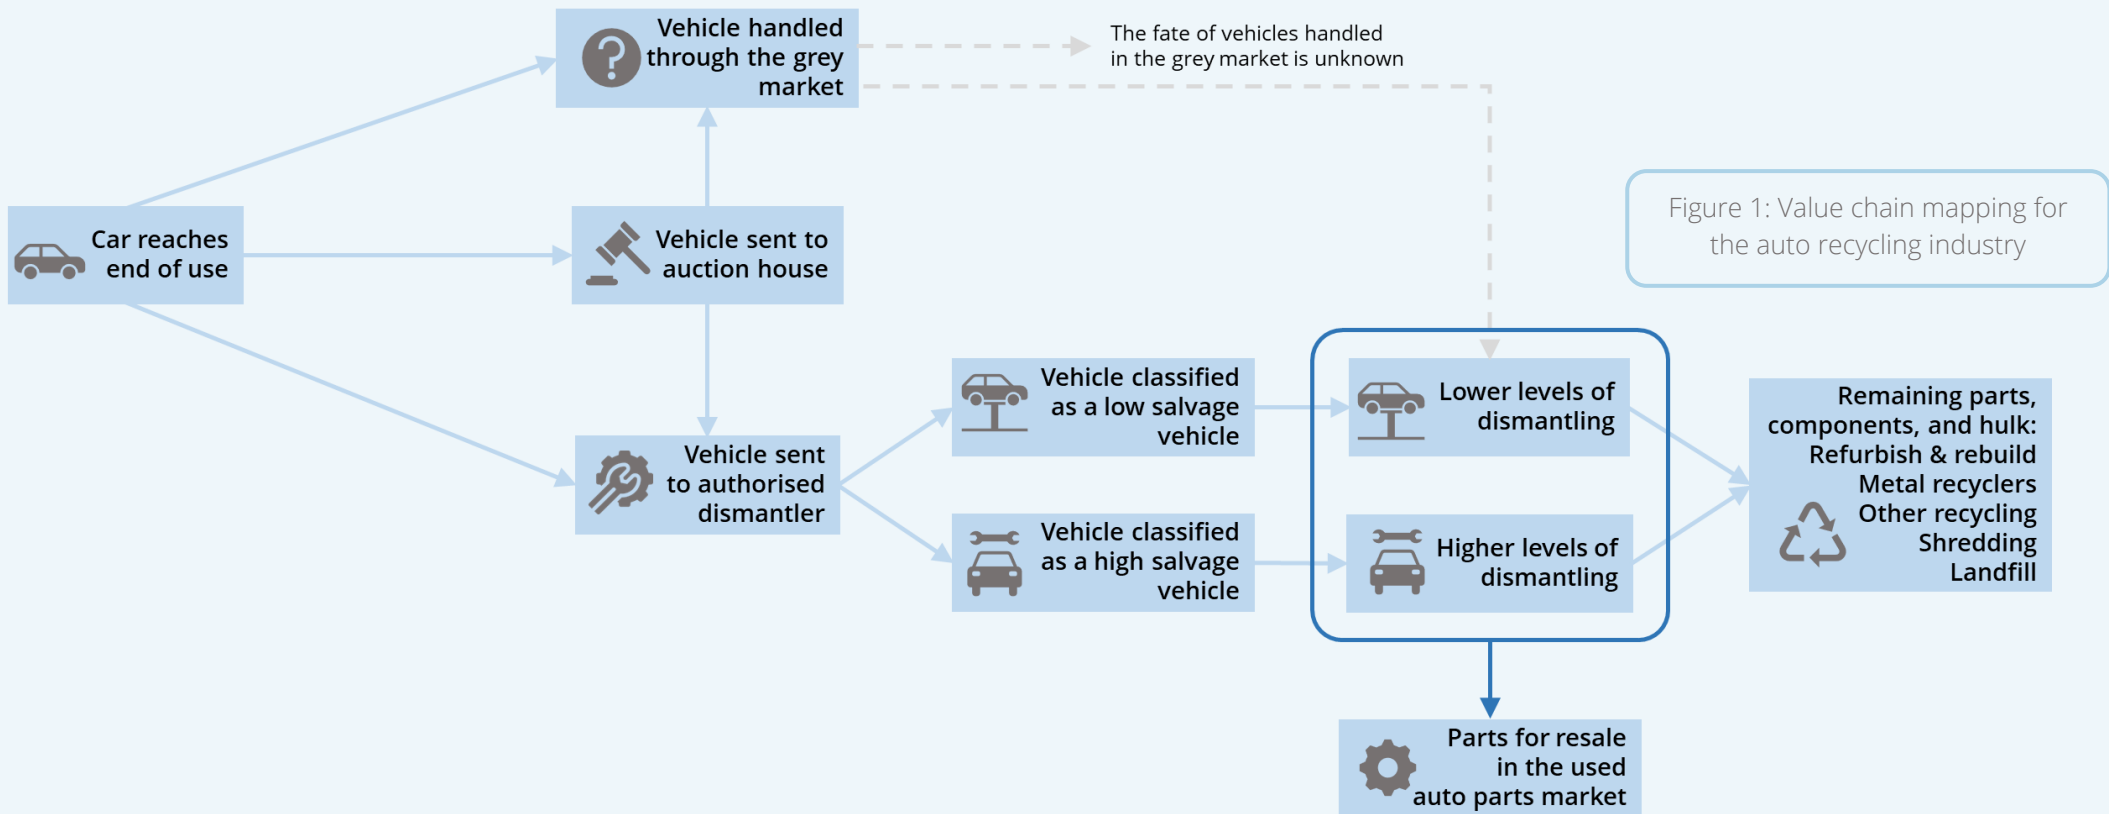 Vehicle handled
through the grey
market
The fate of vehicles handled
in the grey market is unknown
Car reaches
end of use
Vehicle sent to
auction house
Figure 1: Value chain mapping for
the auto recycling industry
Vehicle sent
to authorised
dismantler
Vehicle classified
as a low salvage
vehicle
Lower levels of
dismantling
Vehicle classified
as a high salvage
vehicle
Higher levels of
dismantling
Remaining parts,
components, and hulk:
Refurbish & rebuild
Metal recyclers
Other recycling
Shredding
Landfill
Parts for resale
in the used
auto parts market